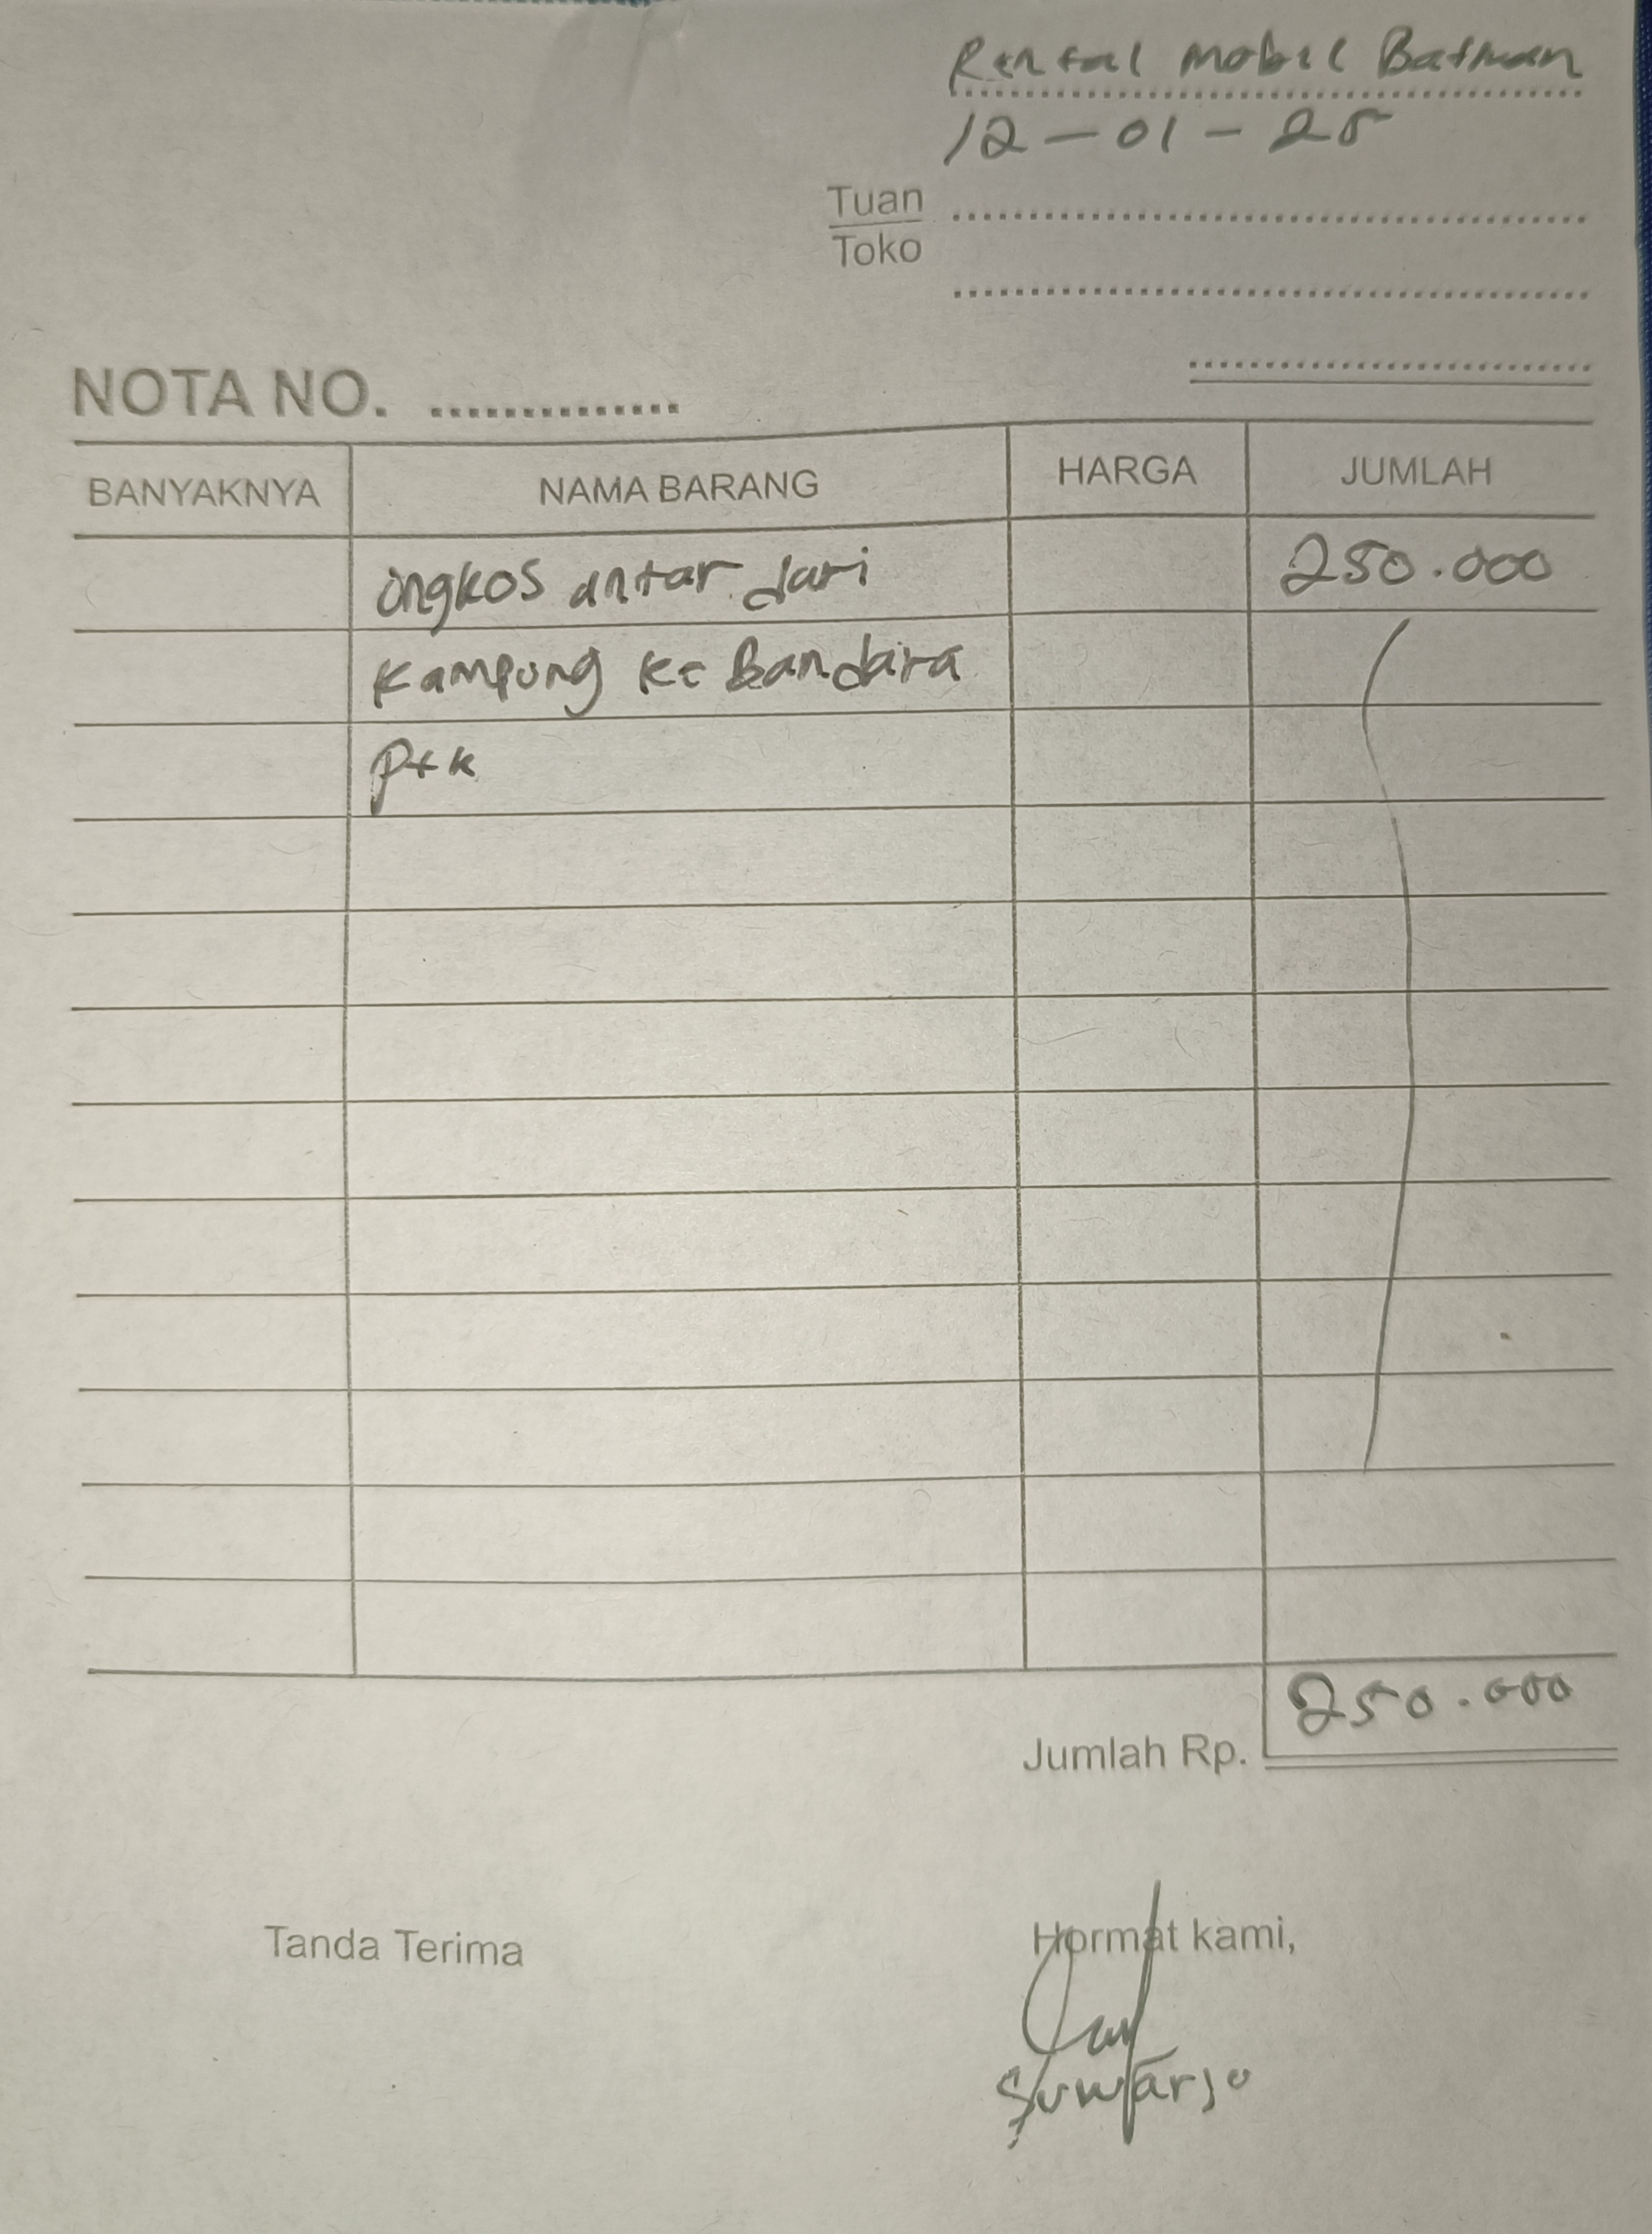 Rental Mobil Batman
12-01-25
Tuan
Toko
NOTA NO. ..............
BANYAKNYA NAMA BARANG HARGA JUMLAH
ongkos antar dari 250.000
Kampung ke Bandara
PTK
Jumlah Rp. 250.000
Tanda Terima Hormat kami,